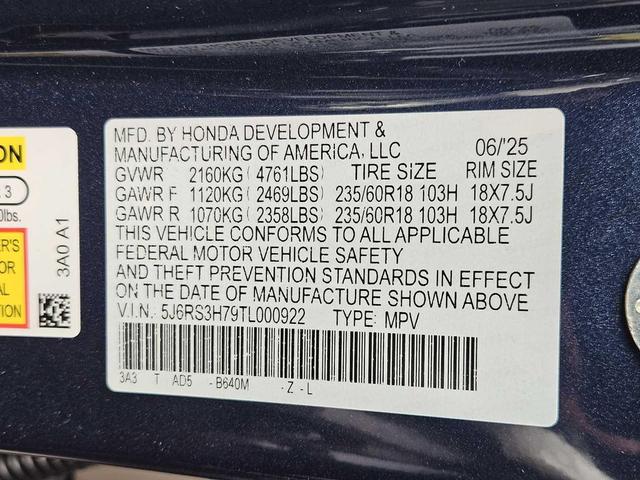 MFD. BY HONDA DEVELOPMENT &
MANUFACTURING OF AMERICA, LLC 06/'25
GVWR 2160KG ( 4761LBS) TIRE SIZE RIM SIZE
GAWR F 1120KG ( 2469LBS) 235/60R18 103H 18X7.5J
GAWR R 1070KG ( 2358LBS) 235/60R18 103H 18X7.5J
THIS VEHICLE CONFORMS TO ALL APPLICABLE
FEDERAL MOTOR VEHICLE SAFETY
AND THEFT PREVENTION STANDARDS IN EFFECT
ON THE DATE OF MANUFACTURE SHOWN ABOVE
V.I.N. 5J6RS3H79TL000922 TYPE: MPV
3A3 T AD5 - B640M - Z - L
3A0 A1
3